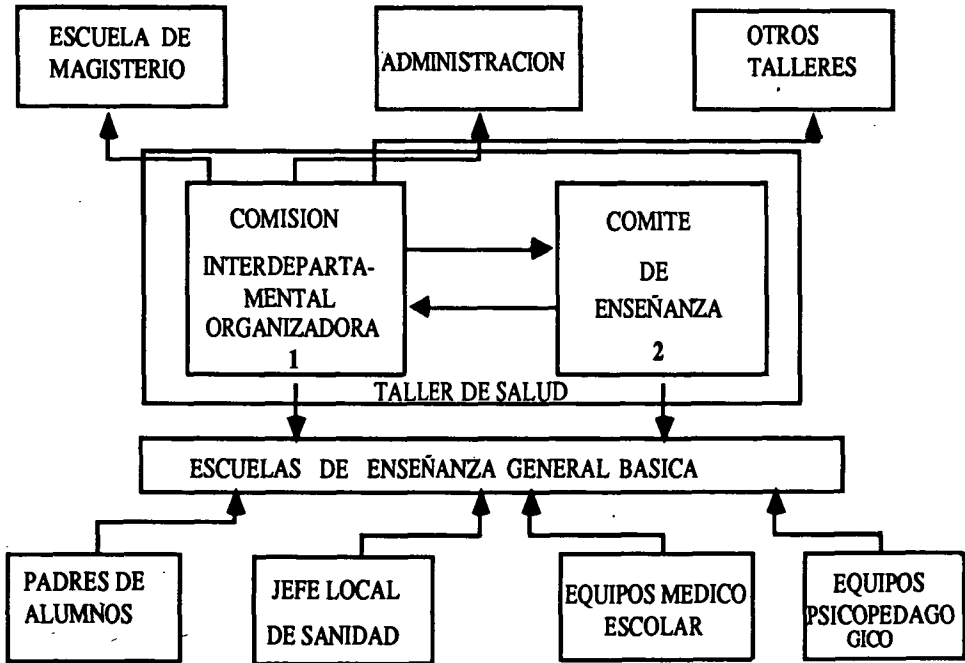 ESCUELA DE
MAGISTERIO
ADMINISTRACION
OTROS
TALLERES
COMISION
INTERDEPARTA-
MENTAL
ORGANIZADORA
1
COMITE
DE
ENSEÑANZA
2
TALLER DE SALUD
ESCUELAS DE ENSEÑANZA GENERAL BASICA
PADRES DE
ALUMNOS
JEFE LOCAL
DE SANIDAD
EQUIPOS MEDICO
ESCOLAR
EQUIPOS
PSICOPEDAGO
GICO